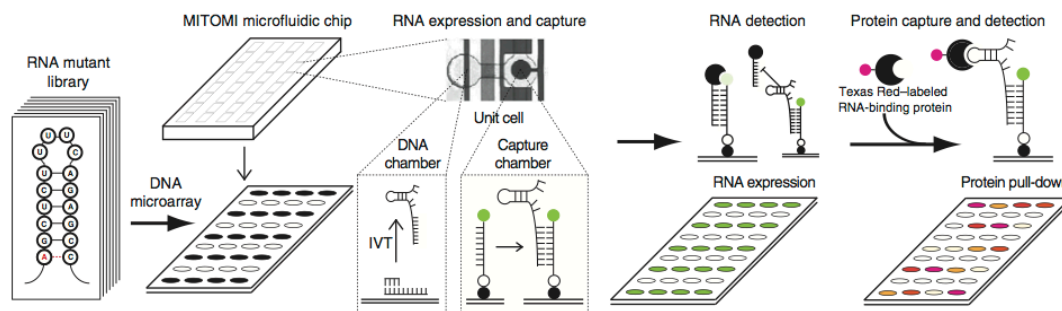 MITOMI microfluidic chip
RNA expression and capture
RNA detection
Protein capture and detection
RNA mutant
library
Unit cell
Texas Red–labeled
RNA-binding protein
U U
U C
U A
G C
A C
DNA
microarray
DNA
chamber
Capture
chamber
IVT
RNA expression
Protein pull-dow